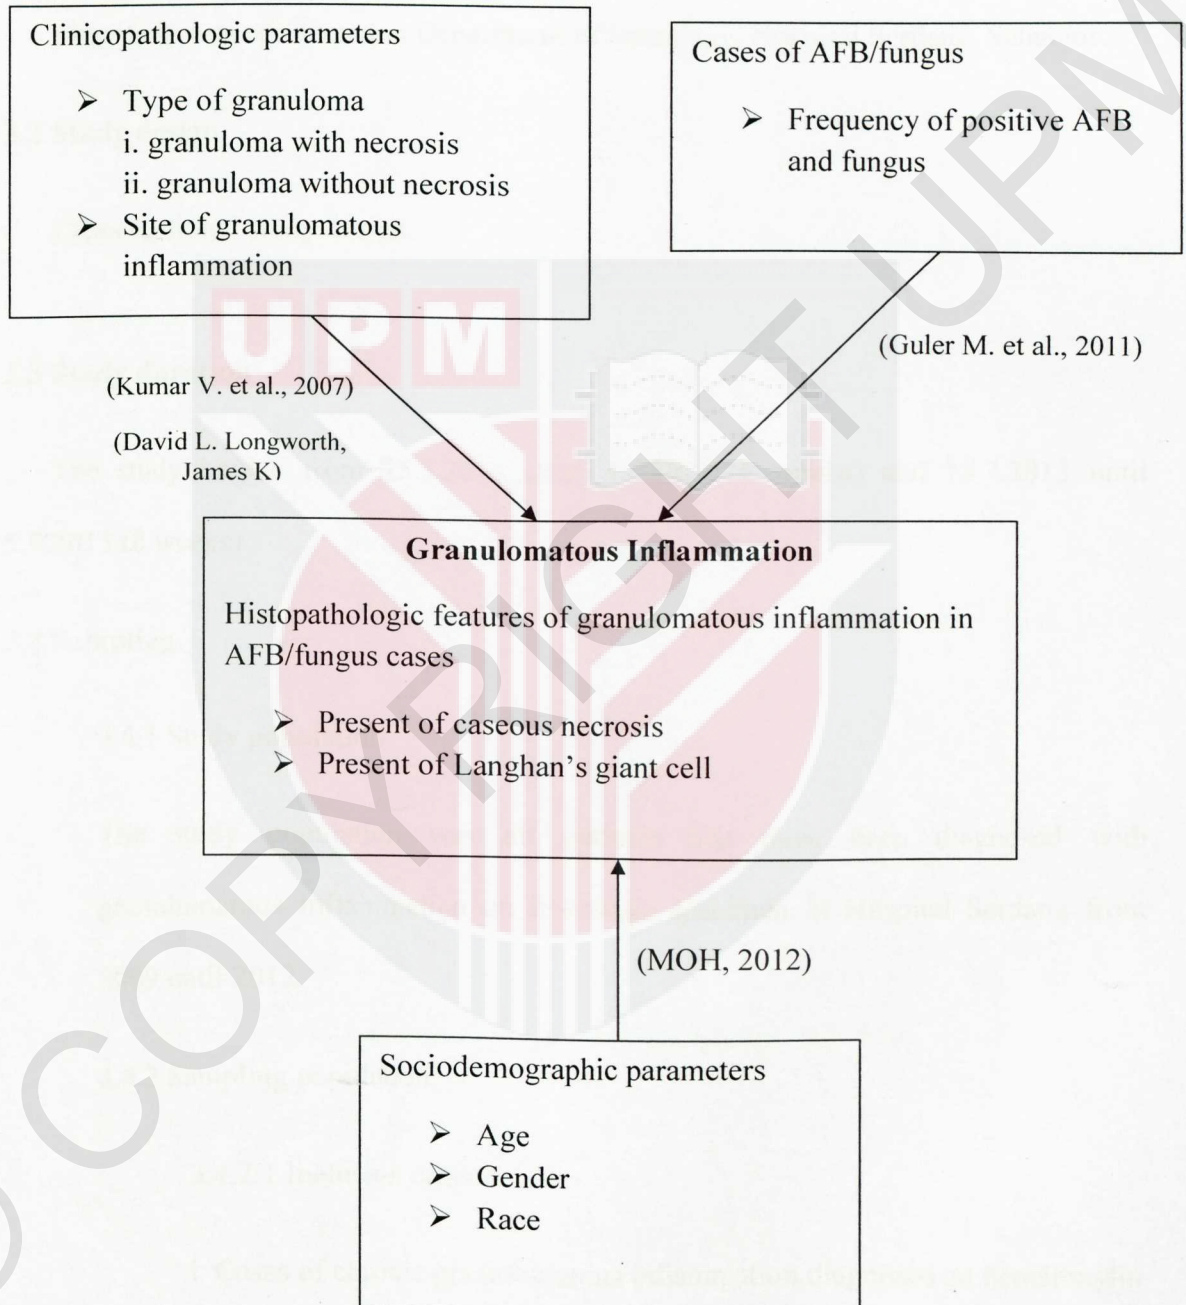 Clinicopathologic parameters
➤ Type of granuloma
i. granuloma with necrosis
ii. granuloma without necrosis
➤ Site of granulomatous
inflammation
Cases of AFB/fungus
➤ Frequency of positive AFB
and fungus
UPM
(Kumar V. et al., 2007)
(David L. Longworth,
James K)
(Guler M. et al., 2011)
Granulomatous Inflammation
Histopathologic features of granulomatous inflammation in
AFB/fungus cases
➤ Present of caseous necrosis
➤ Present of Langhan's giant cell
(MOH, 2012)
Sociodemographic parameters
➤ Age
➤ Gender
➤ Race
© COPYRIGHT UPM